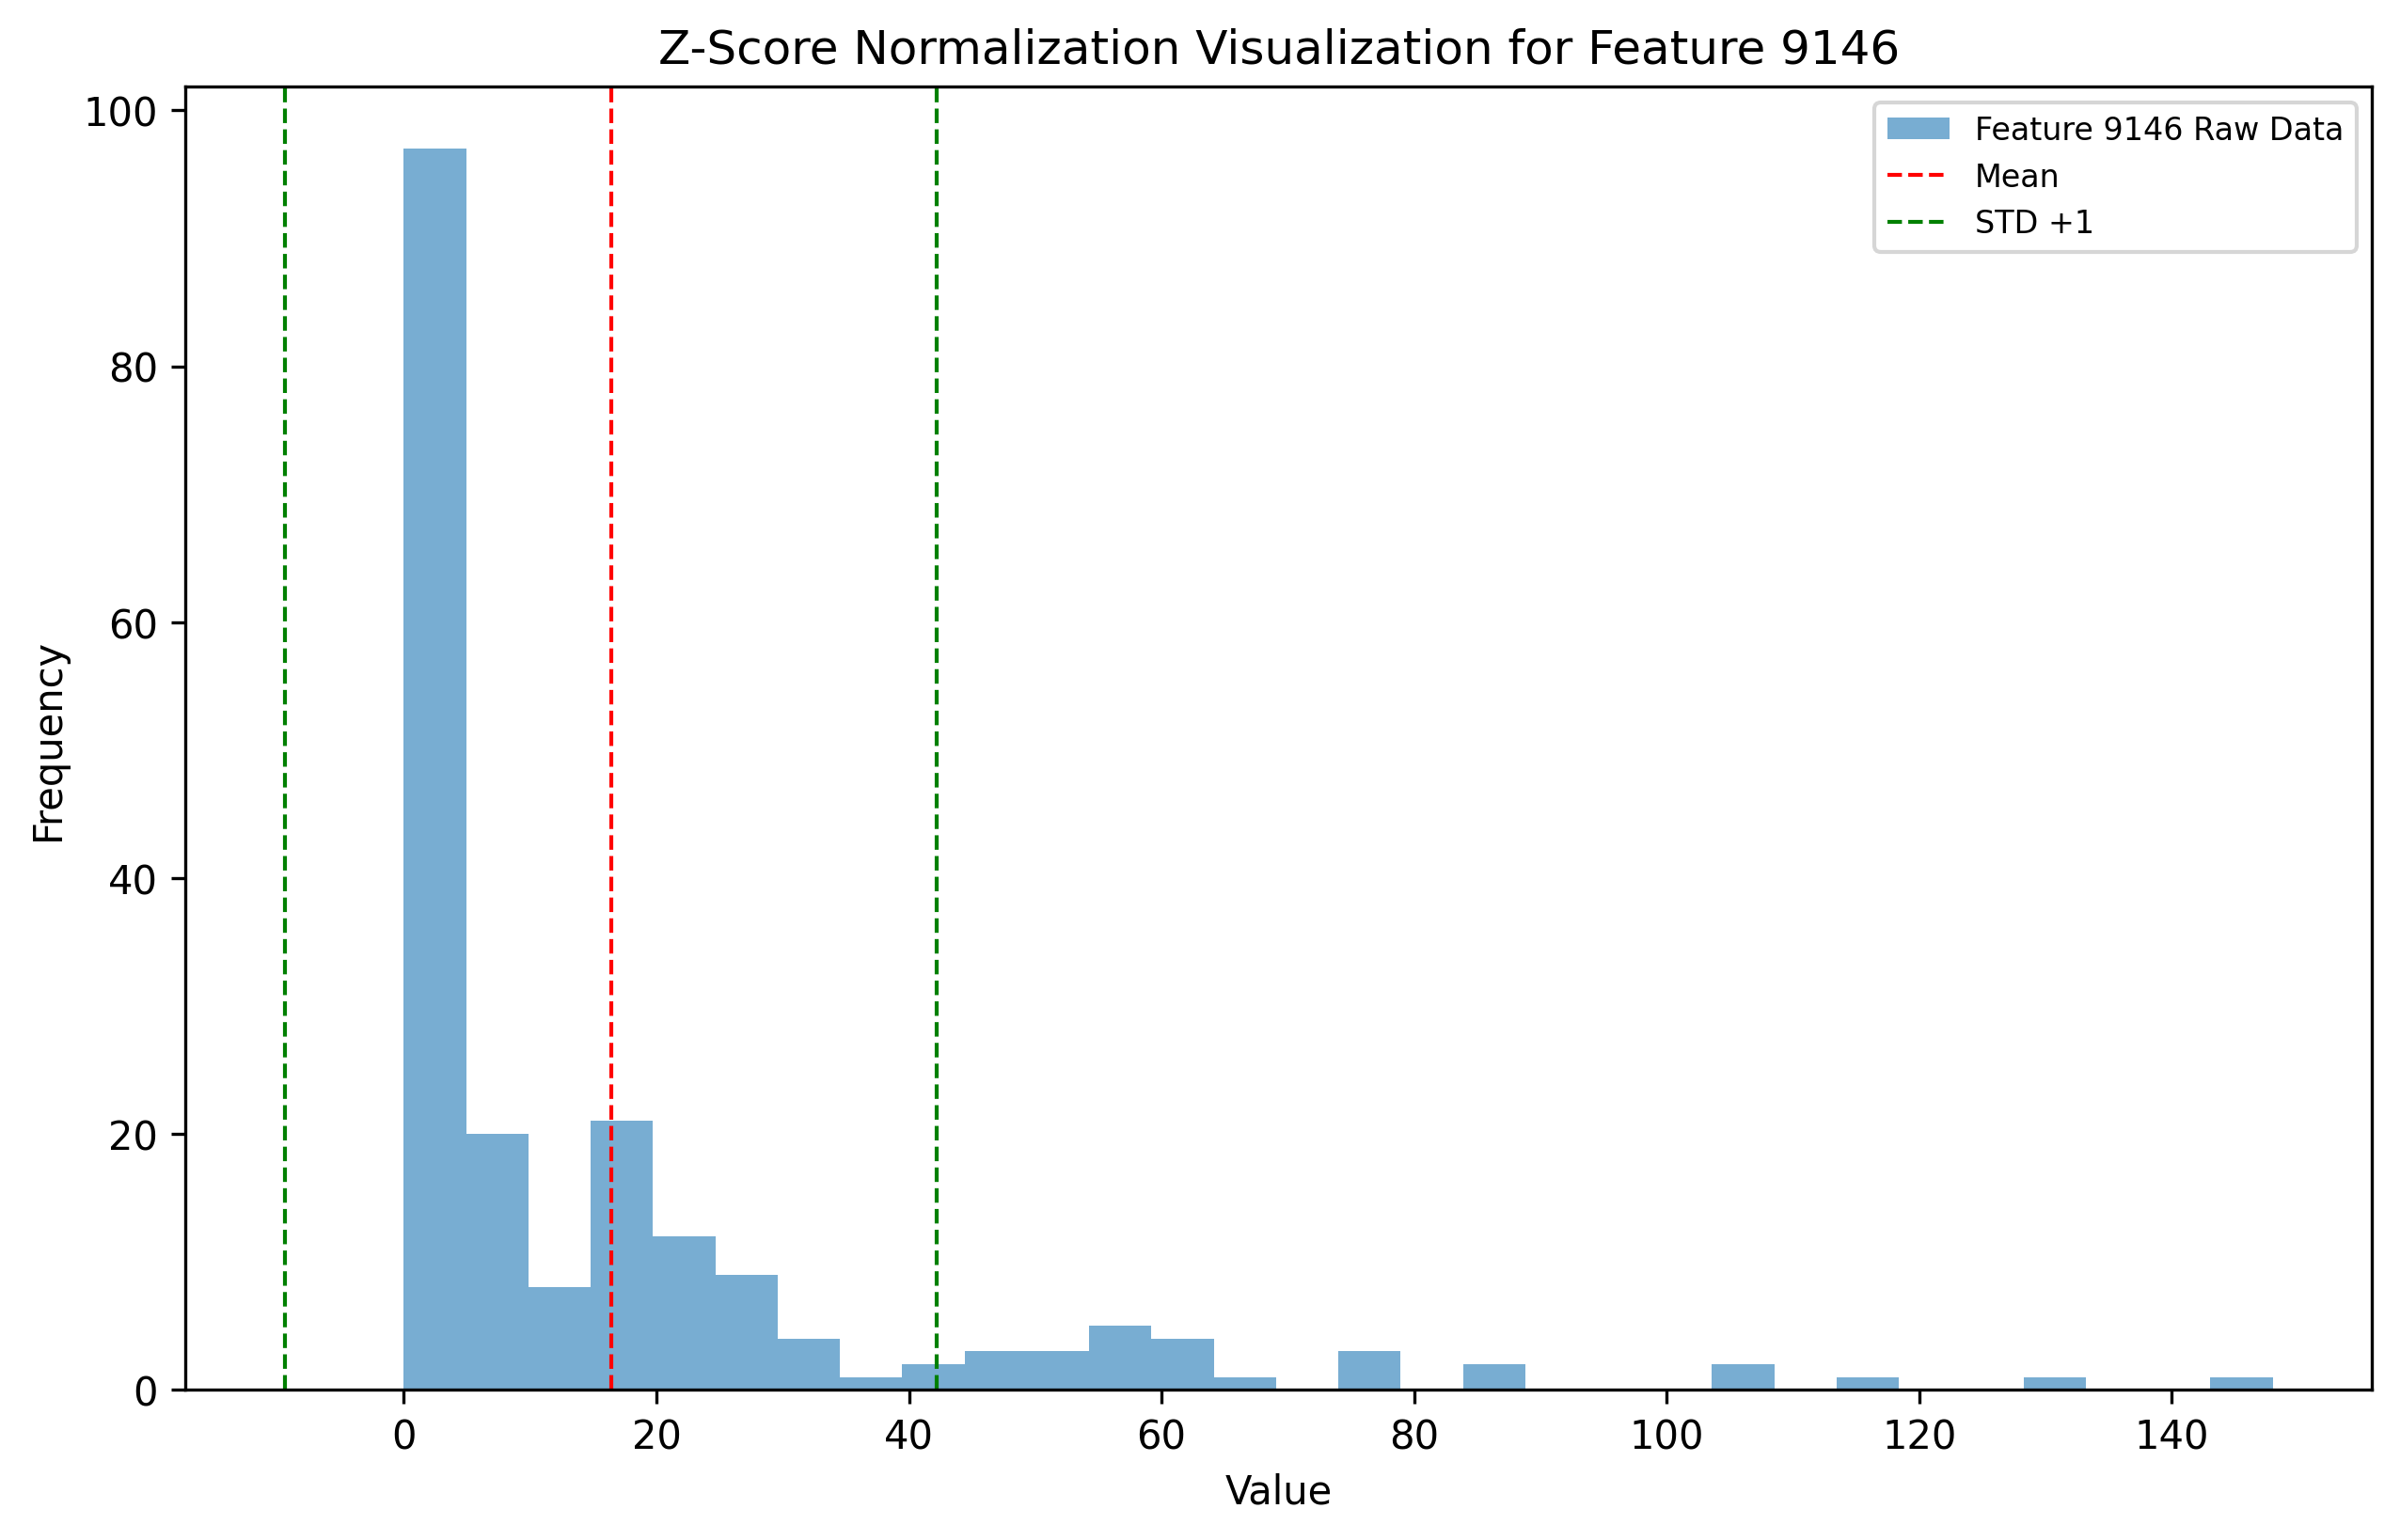 Z-Score Normalization Visualization for Feature 9146
Feature 9146 Raw Data
Mean
STD +1
100
80
60
40
20
0
Frequency
0 20 40 60 80 100 120 140
Value